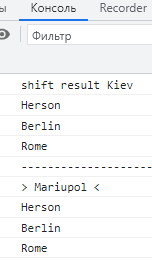 ы Консоль Recorder
Фильтр
shift result Kiev
Herson
Berlin
Rome
--------------------
> Mariupol <
Herson
Berlin
Rome